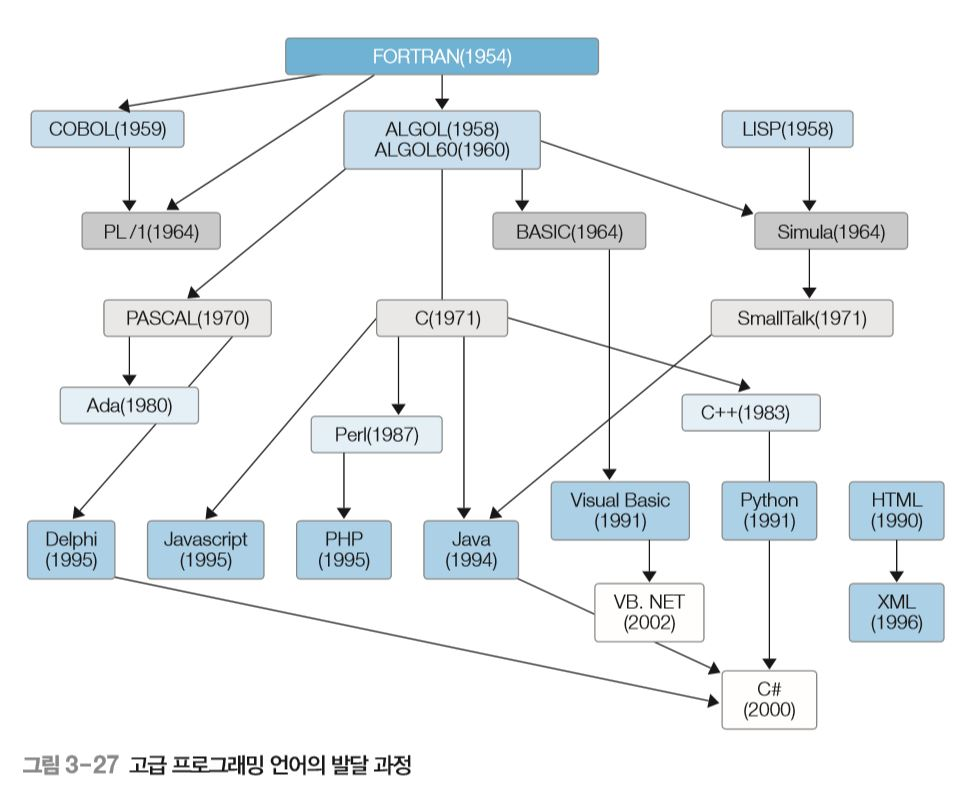 FORTRAN(1954)
COBOL(1959)
ALGOL(1958)
ALGOL60(1960)
LISP(1958)
PL/1(1964)
BASIC(1964)
Simula(1964)
PASCAL(1970)
C(1971)
SmallTalk(1971)
Ada(1980)
Perl(1987)
C++(1983)
Delphi
(1995)
Javascript
(1995)
PHP
(1995)
Java
(1994)
Visual Basic
(1991)
Python
(1991)
HTML
(1990)
VB. NET
(2002)
XML
(1996)
C#
(2000)
그림 3-27 고급 프로그래밍 언어의 발달 과정